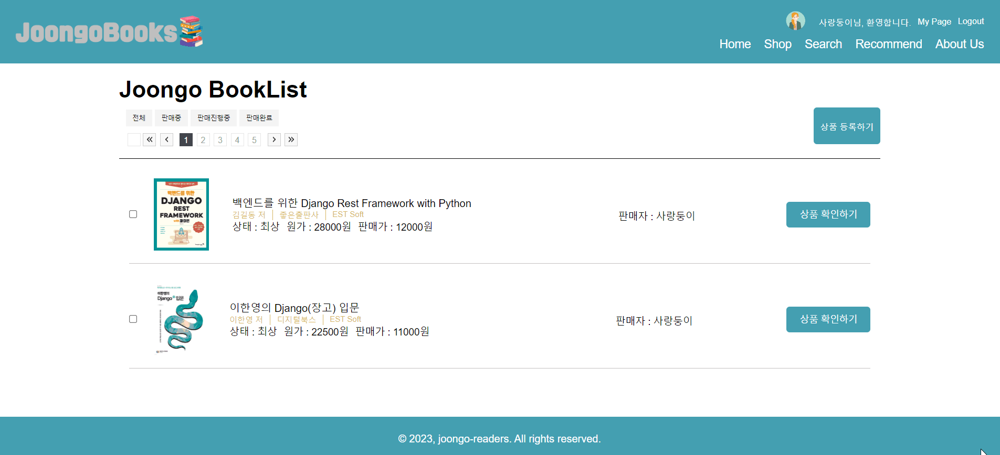 JoongoBooks
사랑둥이님, 환영합니다. My Page Logout
Home Shop Search Recommend About Us
Joongo BookList
전체 판매중 판매진행중 판매완료
상품 등록하기
« ‹ 1 2 3 4 5 › »
백엔드를 위한
DJANGO
REST
FRAMEWORK
with 파이썬
백엔드를 위한 Django Rest Framework with Python
김길동 저 | 좋은출판사 | EST Soft
상태 : 최상 원가 : 28000원 판매가 : 12000원
판매자 : 사랑둥이
상품 확인하기
이한영의
Django 입문
이한영의 Django(장고) 입문
이한영 저 | 디지털북스 | EST Soft
상태 : 최상 원가 : 22500원 판매가 : 11000원
판매자 : 사랑둥이
상품 확인하기
© 2023, joongo-readers. All rights reserved.